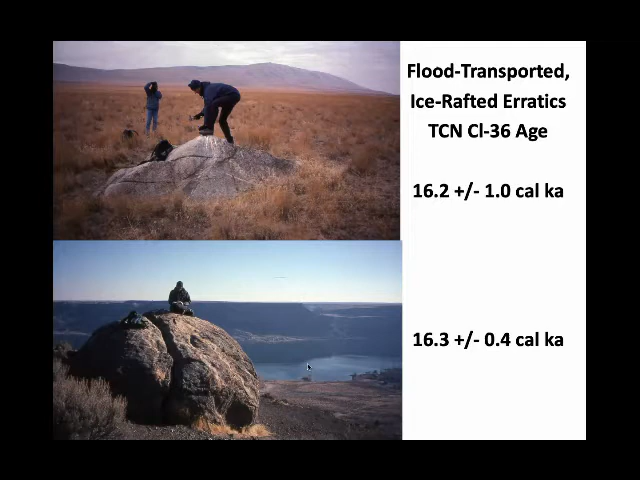 Flood-Transported,
Ice-Rafted Erratics
TCN Cl-36 Age
16.2 +/- 1.0 cal ka
16.3 +/- 0.4 cal ka